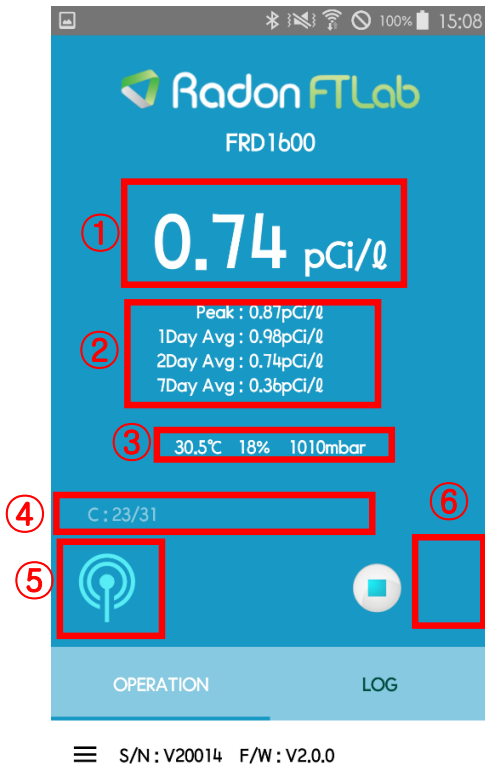 100% 15:08
Radon FTLab
FRD1600
①
0.74 pCi/ℓ
②
Peak : 0.87pCi/ℓ
1Day Avg : 0.98pCi/ℓ
2Day Avg : 0.74pCi/ℓ
7Day Avg : 0.36pCi/ℓ
③
30.5℃ 18% 1010mbar
④
C : 23/31
⑥
⑤
OPERATION LOG
S/N : V20014 F/W : V2.0.0